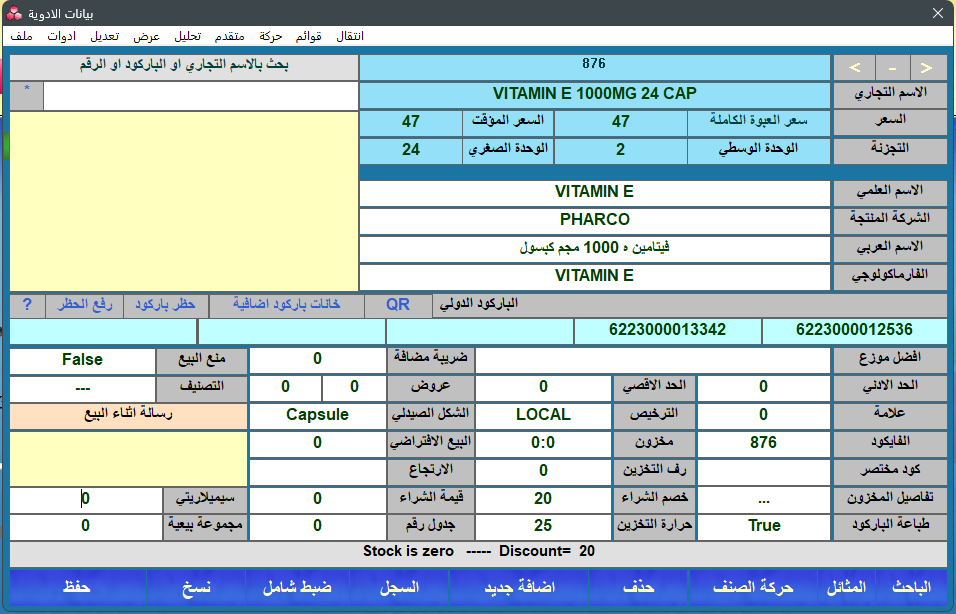 بيانات الادوية
ملف ادوات تعديل عرض تحليل متقدم حركة قوائم انتقال
< - > 876 بحث بالاسم التجاري او الباركود او الرقم
الاسم التجاري VITAMIN E 1000MG 24 CAP *
السعر سعر العبوة الكاملة 47 السعر المؤقت 47
التجزئة الوحدة الوسطي 2 الوحدة الصغري 24
الاسم العلمي VITAMIN E
الشركة المنتجة PHARCO
الاسم العربي فيتامين ه 1000 مجم كبسول
الفارماكولوجي VITAMIN E
الباركود الدولي QR خانات باركود اضافية حظر باركود رفع الحظر ?
6223000012536 6223000013342
افضل موزع ضريبة مضافة 0 منع البيع False
الحد الادني 0 الحد الاقصي 0 عروض 0 0 التصنيف ---
علامة 0 الترخيص LOCAL الشكل الصيدلي Capsule رسالة اثناء البيع
الفايكود 876 مخزون 0:0 البيع الافتراضي 0
كود مختصر رف التخزين 0 الارتجاع
تفاصيل المخزون ... خصم الشراء 20 قيمة الشراء 0 سيميلاريتي 0
طباعة الباركود True حرارة التخزين 25 جدول رقم 0 مجموعة بيعية 0
Stock is zero ----- Discount= 20
الباحث المثائل حركة الصنف حذف اضافة جديد السجل ضبط شامل نسخ حفظ